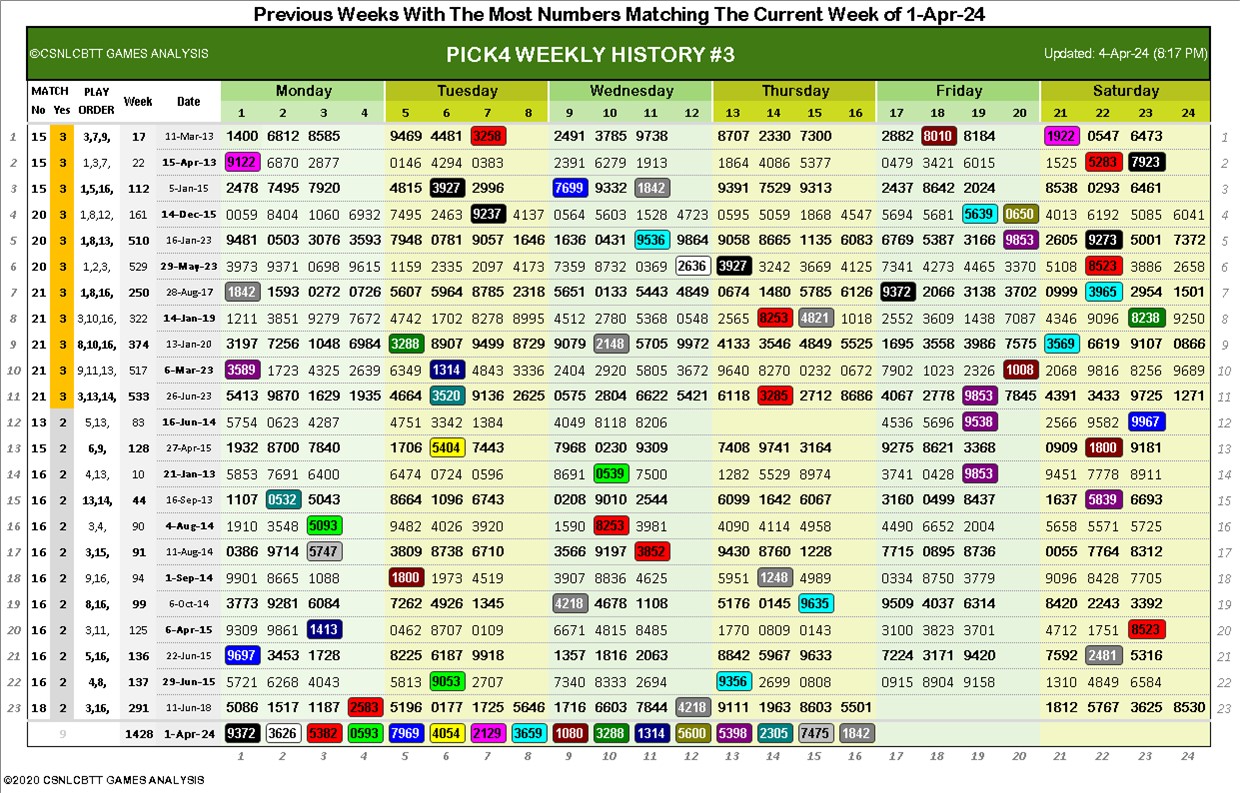 Previous Weeks With The Most Numbers Matching The Current Week of 1-Apr-24
©CSNLCBTT GAMES ANALYSIS PICK4 WEEKLY HISTORY #3 Updated: 4-Apr-24 (8:17 PM)
MATCH PLAY Week Date Monday Tuesday Wednesday Thursday Friday Saturday
No Yes ORDER 1 2 3 4 5 6 7 8 9 10 11 12 13 14 15 16 17 18 19 20 21 22 23 24
1 15 3 3,7,9, 17 11-Mar-13 1400 6812 8585 9469 4481 3258 2491 3785 9738 8707 2330 7300 2882 8010 8184 1922 0547 6473 1
2 15 3 1,3,7, 22 15-Apr-13 9122 6870 2877 0146 4294 0383 2391 6279 1913 1864 4086 5377 0479 3421 6015 1525 5283 7923 2
3 15 3 1,5,16, 112 5-Jan-15 2478 7495 7920 4815 3927 2996 7699 9332 1842 9391 7529 9313 2437 8642 2024 8538 0293 6461 3
4 20 3 1,8,12, 161 14-Dec-15 0059 8404 1060 6932 7495 2463 9237 4137 0564 5603 1528 4723 0595 5059 1868 4547 5694 5681 5639 0650 4013 6192 5085 6041 4
5 20 3 1,8,13, 510 16-Jan-23 9481 0503 3076 3593 7948 0781 9057 1646 1636 0431 9536 9864 9058 8665 1135 6083 6769 5387 3166 9853 2605 9273 5001 7372 5
6 20 3 1,2,3, 529 29-May-23 3973 9371 0698 9615 1159 2335 2097 4173 7359 8732 0369 2636 3927 3242 3669 4125 7341 4273 4465 3370 5108 8523 3886 2658 6
7 21 3 1,8,16, 250 28-Aug-17 1842 1593 0272 0726 5607 5964 8785 2318 5651 0133 5443 4849 0674 1480 5785 6126 9372 2066 3138 3702 0999 3965 2954 1501 7
8 21 3 3,10,16, 322 14-Jan-19 1211 3851 9279 7672 4742 1702 8278 8995 4512 2780 5368 0548 2565 8253 4821 1018 2552 3609 1438 7087 4346 9096 8238 9250 8
9 21 3 8,10,16, 374 13-Jan-20 3197 7256 1048 6984 3288 8907 9499 8729 9079 2148 5705 9972 4133 3546 4849 5525 1695 3558 3986 7575 3569 6619 9107 0866 9
10 21 3 9,11,13, 517 6-Mar-23 3589 1723 4325 2639 6349 1314 4843 3336 2404 2920 5805 3672 9640 8270 0232 0672 7902 1023 2326 1008 2068 9816 8256 9689 10
11 21 3 3,13,14, 533 26-Jun-23 5413 9870 1629 1935 4664 3520 9136 2625 0575 2804 6622 5421 6118 3285 2712 8686 4067 2778 9853 7845 4391 3433 9725 1271 11
12 13 2 5,13, 83 16-Jun-14 5754 0623 4287 4751 3342 1384 4049 8118 8206 4536 5696 9538 2566 9582 9967 12
13 15 2 6,9, 128 27-Apr-15 1932 8700 7840 1706 5404 7443 7968 0230 9309 7408 9741 3164 9275 8621 3368 0909 1800 9181 13
14 16 2 4,13, 10 21-Jan-13 5853 7691 6400 6474 0724 0596 8691 0539 7500 1282 5529 8974 3741 0428 9853 9451 7778 8911 14
15 16 2 13,14, 44 16-Sep-13 1107 0532 5043 8664 1096 6743 0208 9010 2544 6099 1642 6067 3160 0499 8437 1637 5839 6693 15
16 16 2 3,4, 90 4-Aug-14 1910 3548 5093 9482 4026 3920 1590 8253 3981 4090 4114 4958 4490 6652 2004 5658 5571 5725 16
17 16 2 3,15, 91 11-Aug-14 0386 9714 5747 3809 8738 6710 3566 9197 3852 9430 8760 1228 7715 0895 8736 0055 7764 8312 17
18 16 2 9,16, 94 1-Sep-14 9901 8665 1088 1800 1973 4519 3907 8836 4625 5951 1248 4989 0334 8750 3779 9096 8428 7705 18
19 16 2 8,16, 99 6-Oct-14 3773 9281 6084 7262 4926 1345 4218 4678 1108 5176 0145 9635 9509 4037 6314 8420 2243 3392 19
20 16 2 3,11, 125 6-Apr-15 9309 9861 1413 0462 8707 0109 6671 4815 8485 1770 0809 0143 3100 3823 3701 4712 1751 8523 20
21 16 2 5,16, 136 22-Jun-15 9697 3453 1728 8225 6187 9918 1357 1816 2063 8842 5967 9633 7224 3171 9420 7592 2481 5316 21
22 16 2 4,8, 137 29-Jun-15 5721 6268 4043 5813 9053 2707 7340 8333 2694 9356 2699 0808 0915 8904 9158 1310 4849 6584 22
23 18 2 3,16, 291 11-Jun-18 5086 1517 1187 2583 5196 0177 1725 5646 1716 6603 7844 4218 9111 1963 8603 5501 1812 5767 3625 8530 23
9 1428 1-Apr-24 9372 3626 5382 0593 7969 4054 2129 3659 1080 3288 1314 5600 5398 2305 7475 1842
1 2 3 4 5 6 7 8 9 10 11 12 13 14 15 16 17 18 19 20 21 22 23 24
©2020 CSNLCBTT GAMES ANALYSIS